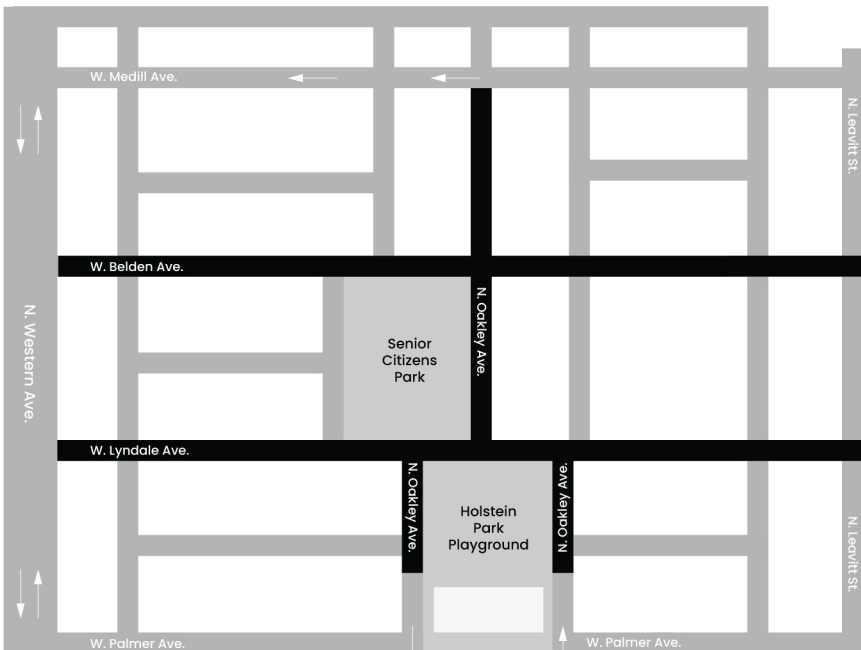 W. Medill Ave.
N. Leavitt St.
W. Belden Ave.
N. Western Ave.
N. Oakley Ave.
Senior
Citizens
Park
W. Lyndale Ave.
N. Oakley Ave.
N. Oakley Ave.
Holstein
Park
Playground
N. Leavitt St.
W. Palmer Ave.
W. Palmer Ave.